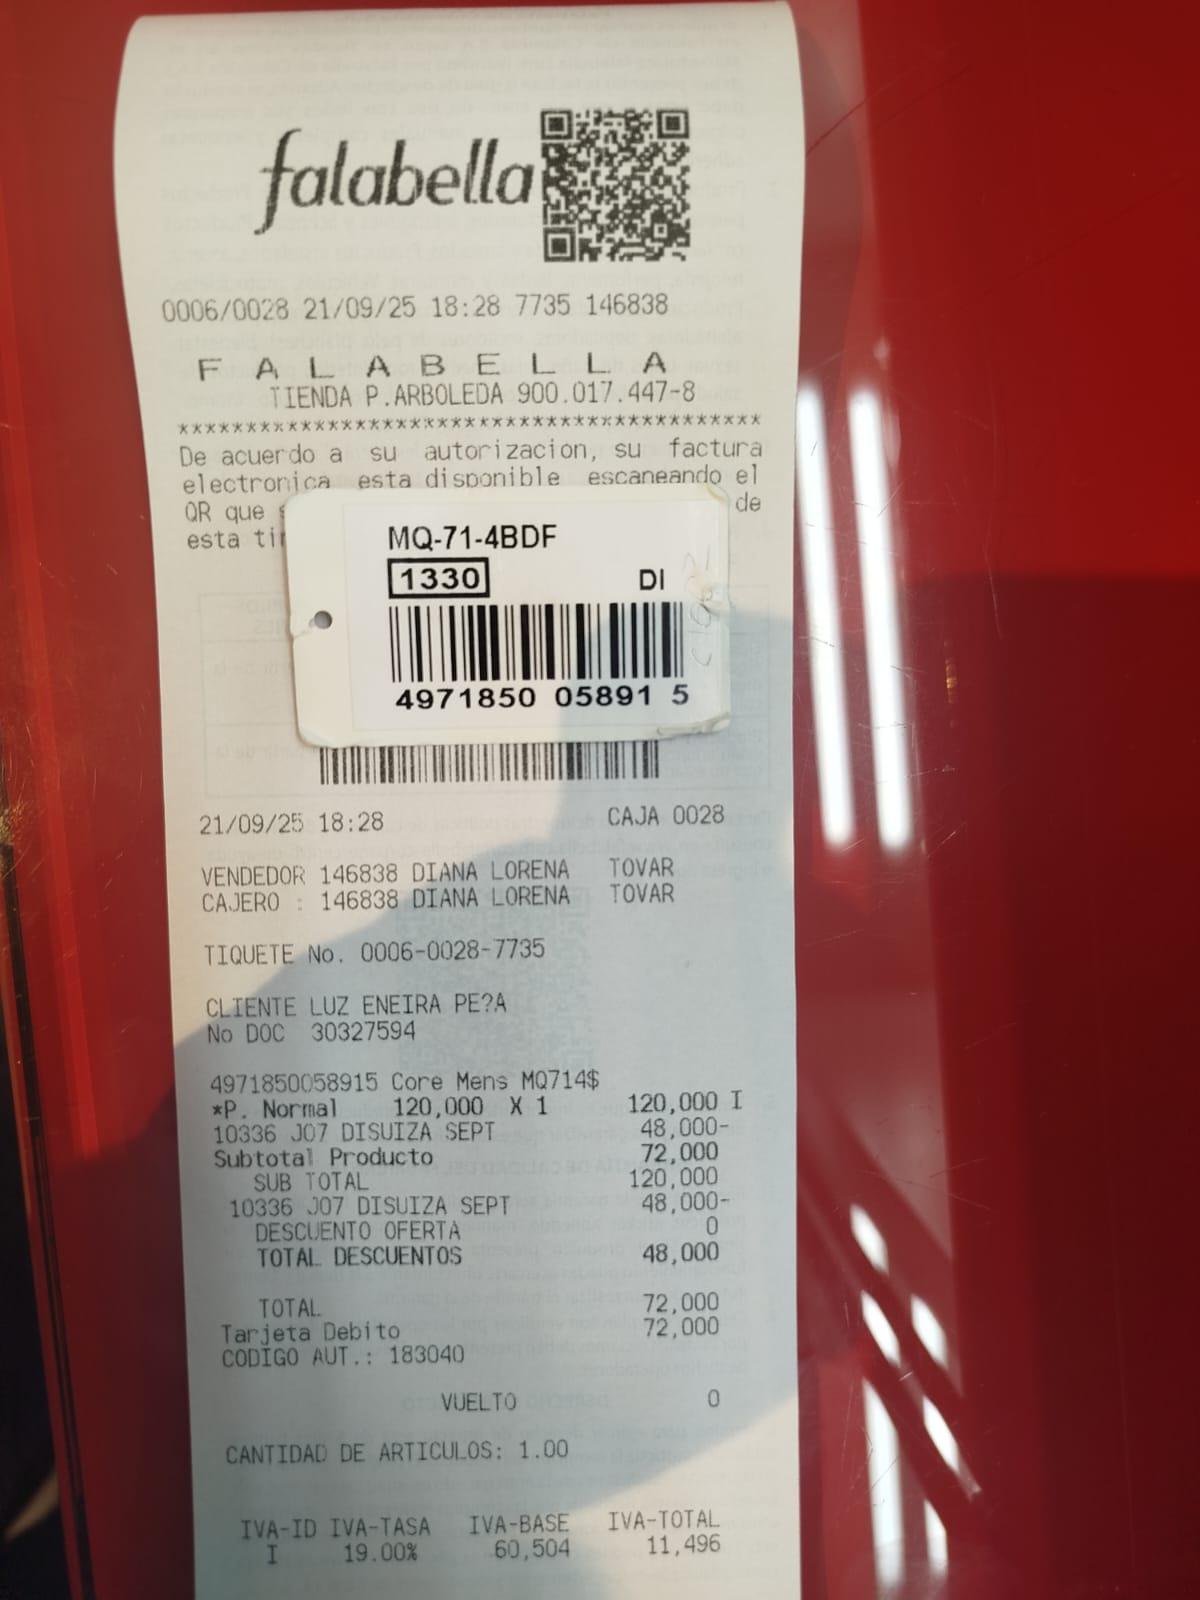 falabella
0006/0028 21/09/25 18:28 7735 146838
F A L A B E L L A
TIENDA P.ARBOLEDA 900.017.447-8
*******************************************
De acuerdo a su autorizacion, su factura
electronica esta disponible escaneando el
QR que de
esta
MQ-71-4BDF
1330 DI
4971850 05891 5
21/09/25 18:28 CAJA 0028
VENDEDOR 146838 DIANA LORENA TOVAR
CAJERO : 146838 DIANA LORENA TOVAR
TIQUETE No. 0006-0028-7735
CLIENTE LUZ ENEIRA PE?A
No DOC 30327594
4971850058915 Core Mens MQ714$
*P. Normal 120,000 X 1 120,000 I
10336 J07 DISUIZA SEPT 48,000-
Subtotal Producto 72,000
SUB TOTAL 120,000
10336 J07 DISUIZA SEPT 48,000-
DESCUENTO OFERTA 0
TOTAL DESCUENTOS 48,000
TOTAL 72,000
Tarjeta Debito 72,000
CODIGO AUT.: 183040
VUELTO 0
CANTIDAD DE ARTICULOS: 1.00
IVA-ID IVA-TASA IVA-BASE IVA-TOTAL
I 19.00% 60,504 11,496